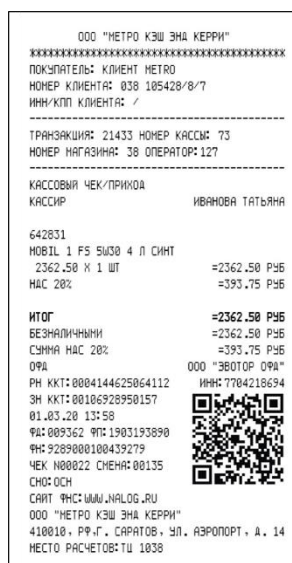 ООО "МЕТРО КЭШ ЭНД КЕРРИ"
****************************************
ПОКУПАТЕЛЬ: КЛИЕНТ METRO
НОМЕР КЛИЕНТА: 038 105428/8/7
ИНН/КПП КЛИЕНТА: /
----------------------------------------
ТРАНЗАКЦИЯ: 21433 НОМЕР КАССЫ: 73
НОМЕР МАГАЗИНА: 38 ОПЕРАТОР:127
----------------------------------------
КАССОВЫЙ ЧЕК/ПРИХОД
КАССИР ИВАНОВА ТАТЬЯНА
642831
MOBIL 1 FS 5W30 4 Л СИНТ
2362.50 X 1 ШТ =2362.50 РУБ
НДС 20% =393.75 РУБ
ИТОГ =2362.50 РУБ
БЕЗНАЛИЧНЫМИ =2362.50 РУБ
СУММА НДС 20% =393.75 РУБ
ОФД ООО "ЭВОТОР ОФД"
РН ККТ:0004144625064112 ИНН:7704218694
ЗН ККТ:00106928950157
01.03.20 13:58
ФД:009362 ФП:1903193890
ФН:9289000100439279
ЧЕК N00022 СМЕНА:00135
СНО:ОСН
САЙТ ФНС:WWW.NALOG.RU
ООО "МЕТРО КЭШ ЭНД КЕРРИ"
410010, РФ,Г. САРАТОВ, УЛ. АЭРОПОРТ, Д. 14
МЕСТО РАСЧЕТОВ:ТЦ 1038